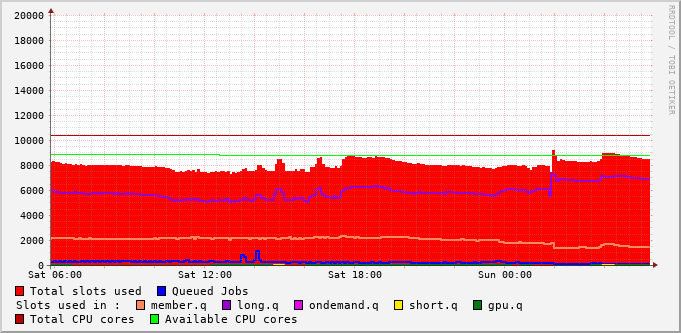 20000
18000
16000
14000
12000
10000
8000
6000
4000
2000
0
Sat 06:00 Sat 12:00 Sat 18:00 Sun 00:00
Total slots used Queued Jobs
Slots used in : member.q long.q ondemand.q short.q gpu.q
Total CPU cores Available CPU cores
RRDTOOL / TOBI OETIKER